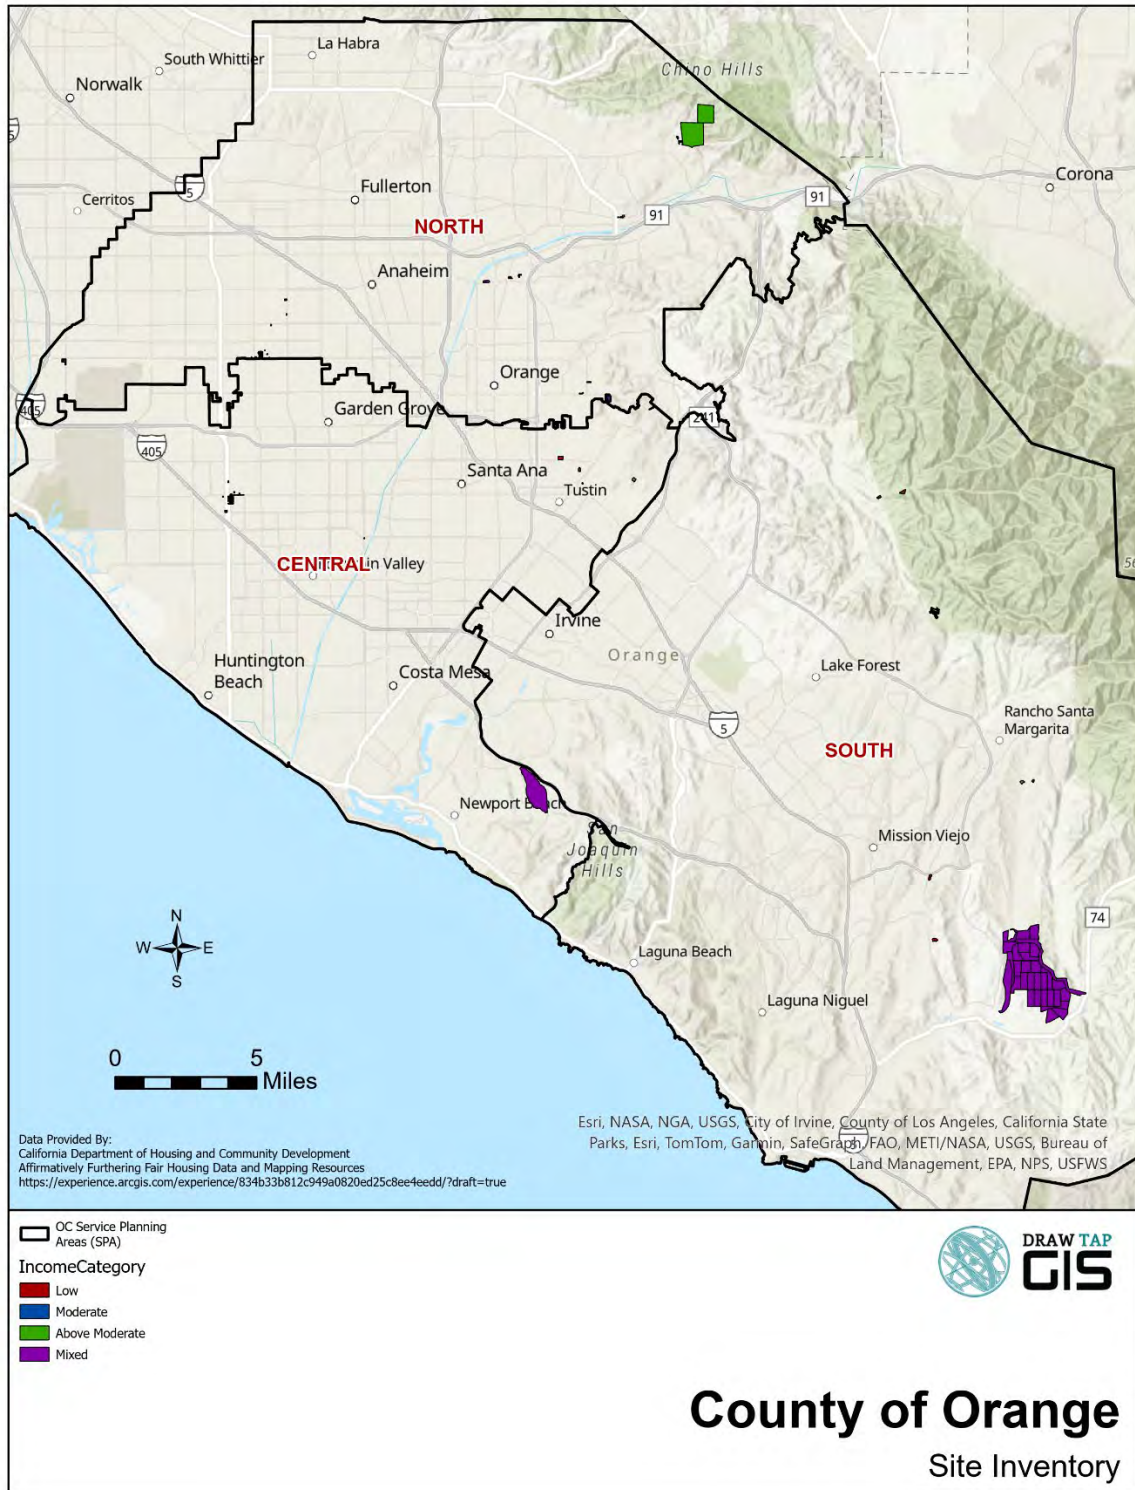 La Habra
South Whittier
Chino Hills
Norwalk
5
Corona
Cerritos
5
Fullerton
91
91
NORTH
Anaheim
Orange
405
Garden Grove
241
405
Santa Ana
Tustin
CENTRAL
in Valley
Irvine
Orange
Huntington
Beach
Costa Mesa
Lake Forest
Rancho Santa
Margarita
5
SOUTH
Newport B ch
San
Joaquin
Hills
Mission Viejo
74
N
W E
S
Laguna Beach
Laguna Niguel
0 5
Miles
Esri, NASA, NGA, USGS, City of Irvine, County of Los Angeles, California State
Parks, Esri, TomTom, Garmin, SafeGraph, FAO, METI/NASA, USGS, Bureau of
Land Management, EPA, NPS, USFWS
Data Provided By:
California Department of Housing and Community Development
Affirmatively Furthering Fair Housing Data and Mapping Resources
https://experience.arcgis.com/experience/834b33b812c949a0820ed25c8ee4eedd/?draft=true
OC Service Planning
Areas (SPA)
IncomeCategory
Low
Moderate
Above Moderate
Mixed
DRAW TAP
GIS
County of Orange
Site Inventory